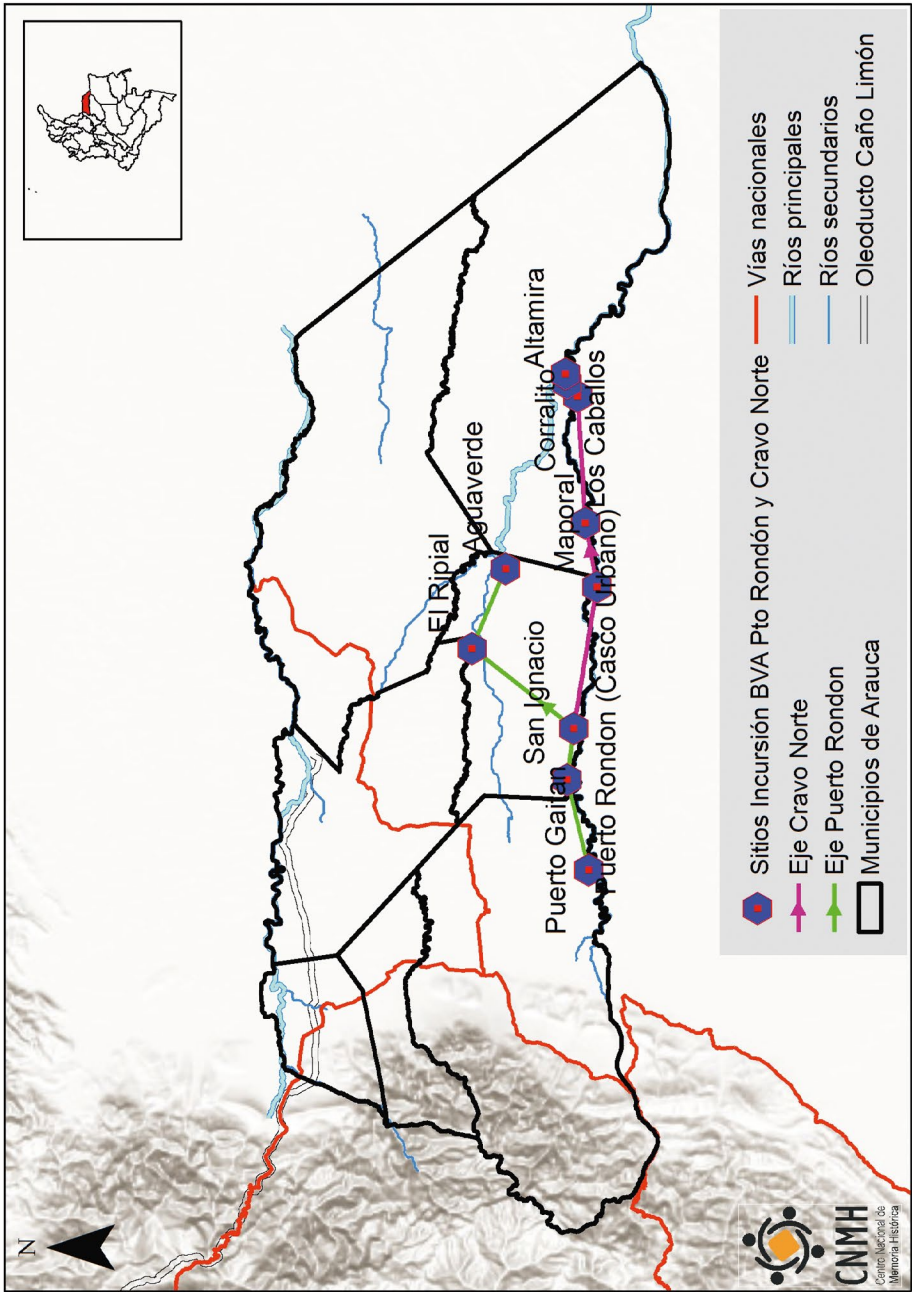 N
El Ripial
Aguaverde
San Ignacio
Corralito
Altamira
Puerto Gaitan
Maporal
Los Caballos
Puerto Rondon (Casco Urbano)
Sitios Incursión BVA Pto Rondón y Cravo Norte
Eje Cravo Norte
Eje Puerto Rondon
Municipios de Arauca
Vías nacionales
Ríos principales
Ríos secundarios
Oleoducto Caño Limón
CNMH
Centro Nacional de
Memoria Histórica